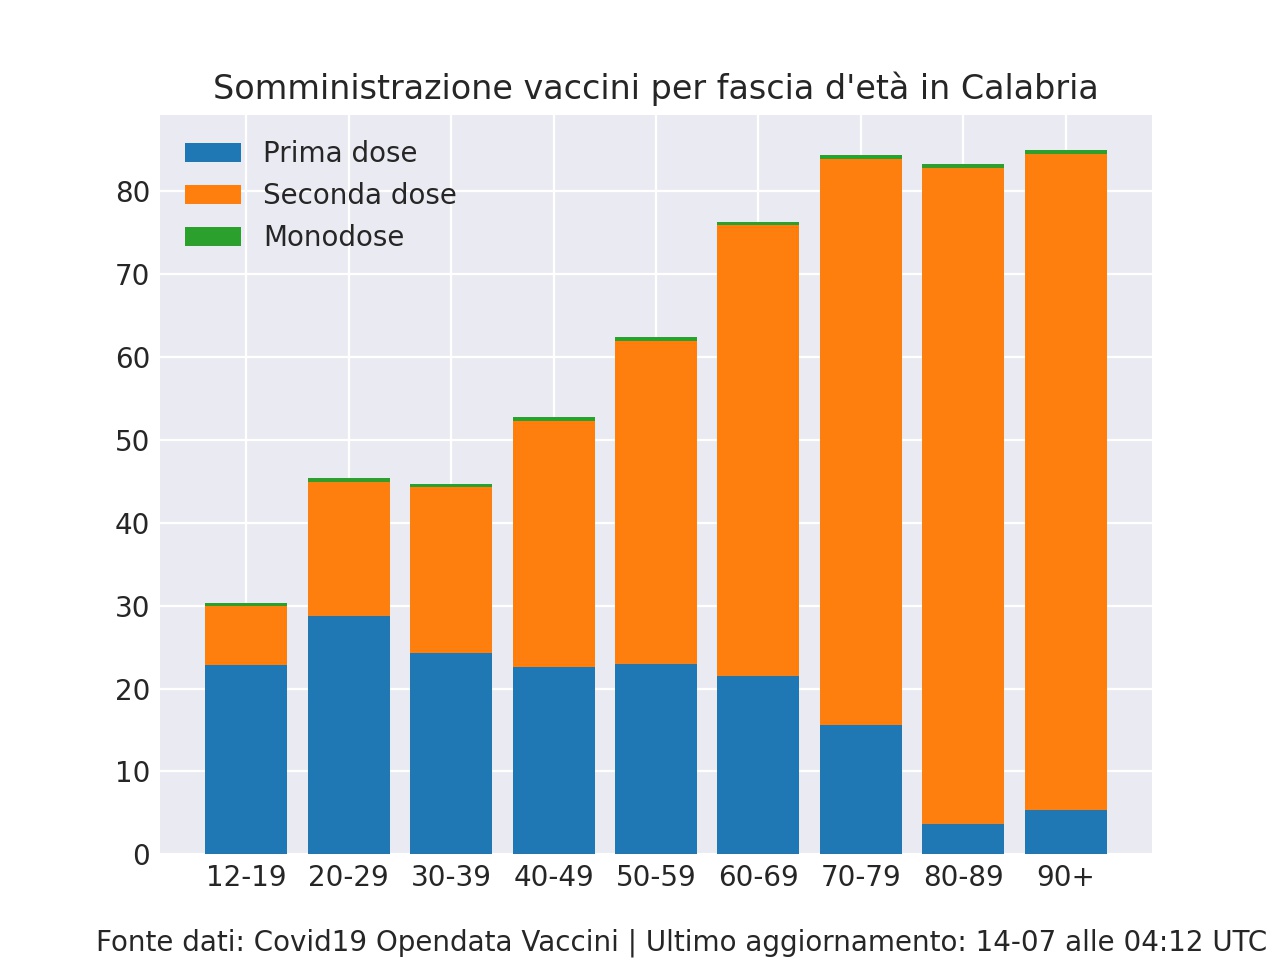 Somministrazione vaccini per fascia d'età in Calabria
Prima dose
Seconda dose
Monodose
80
70
60
50
40
30
20
10
0
12-19 20-29 30-39 40-49 50-59 60-69 70-79 80-89 90+
Fonte dati: Covid19 Opendata Vaccini | Ultimo aggiornamento: 14-07 alle 04:12 UTC